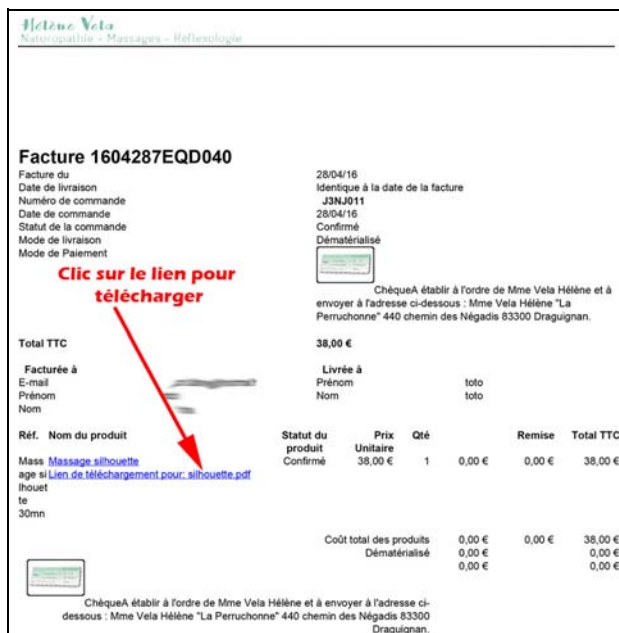 Hélène Vela
Naturopathie - Massages - Réflexologie
Facture 1604287EQD040
Facture du 28/04/16
Date de livraison Identique à la date de la facture
Numéro de commande J3NJ011
Date de commande 28/04/16
Statut de la commande Confirmé
Mode de livraison Dématérialisé
Mode de Paiement
Clic sur le lien pour
télécharger
ChèqueA établir à l'ordre de Mme Vela Hélène et à
envoyer à l'adresse ci-dessous : Mme Vela Hélène "La
Perruchonne" 440 chemin des Négadis 83300 Draguignan.
Total TTC 38,00 €
Facturée à Livrée à
E-mail Prénom toto
Prénom Nom toto
Nom
Réf. Nom du produit Statut du produit Prix Unitaire Qté Remise Total TTC
Mass Massage silhouette Confirmé 38,00 € 1 0,00 € 0,00 € 38,00 €
age si Lien de téléchargement pour: silhouette.pdf
lhouet
te
30mn
Coût total des produits 0,00 € 0,00 € 38,00 €
Dématérialisé 0,00 € 0,00 €
0,00 € 0,00 €
ChèqueA établir à l'ordre de Mme Vela Hélène et à envoyer à l'adresse ci-
dessous : Mme Vela Hélène "La Perruchonne" 440 chemin des Négadis 83300
Draguignan.